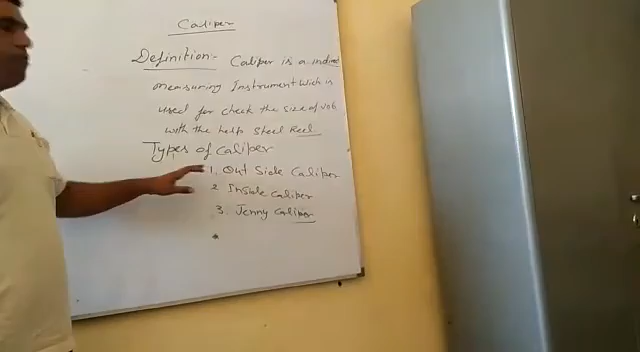 Caliper
Definition:- Caliper is a indirect
measuring Instrument Wich is
used for check the size of Job
with the help Steel Reel
Types of Caliper
1. Out Side Caliper
2 Inside Caliper
3. Jenny Caliper
*